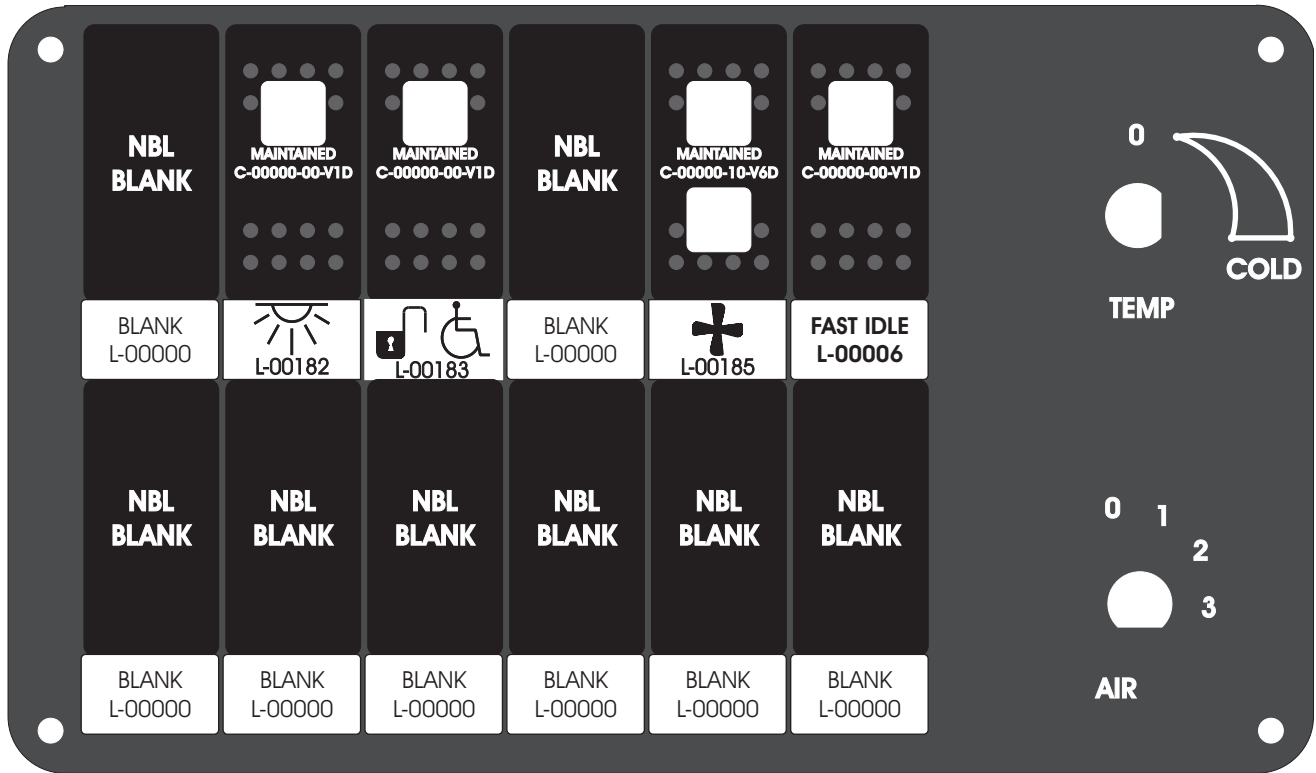 NBL
BLANK
MAINTAINED
C-00000-00-V1D
MAINTAINED
C-00000-00-V1D
NBL
BLANK
MAINTAINED
C-00000-10-V6D
MAINTAINED
C-00000-00-V1D
0
COLD
TEMP
BLANK
L-00000
L-00182
L-00183
BLANK
L-00000
L-00185
FAST IDLE
L-00006
NBL
BLANK
NBL
BLANK
NBL
BLANK
NBL
BLANK
NBL
BLANK
NBL
BLANK
0
1
2
3
AIR
BLANK
L-00000
BLANK
L-00000
BLANK
L-00000
BLANK
L-00000
BLANK
L-00000
BLANK
L-00000